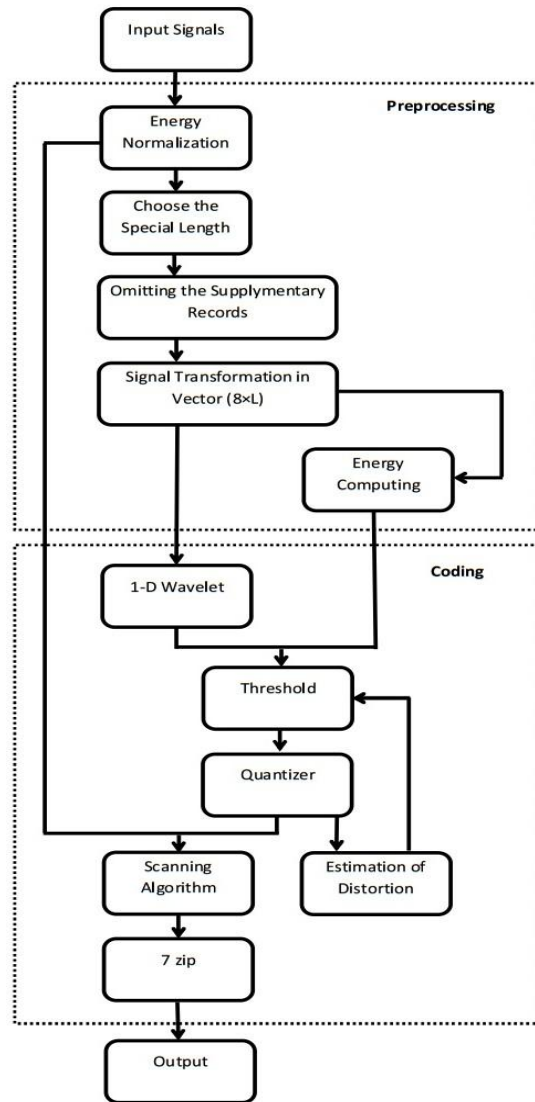 Input Signals
Preprocessing
Energy
Normalization
Choose the
Special Length
Omitting the Supplymentary
Records
Signal Transformation in
Vector (8×L)
Energy
Computing
Coding
1-D Wavelet
Threshold
Quantizer
Scanning
Algorithm
Estimation of
Distortion
7 zip
Output